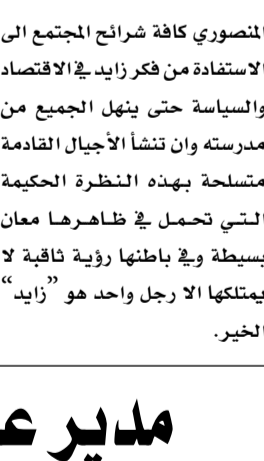 المنصوري كافة شرائح المجتمع الى
الاستفادة من فكر زايد في الاقتصاد
والسياسة حتى ينهل الجميع من
مدرسته وان تنشأ الأجيال القادمة
متسلحة بهذه النظرة الحكيمة
التي تحمل في ظاهرها معان
بسيطة وفي باطنها رؤية ثاقبة لا
يمتلكها الا رجل واحد هو ”زايد“
الخير.
مدير